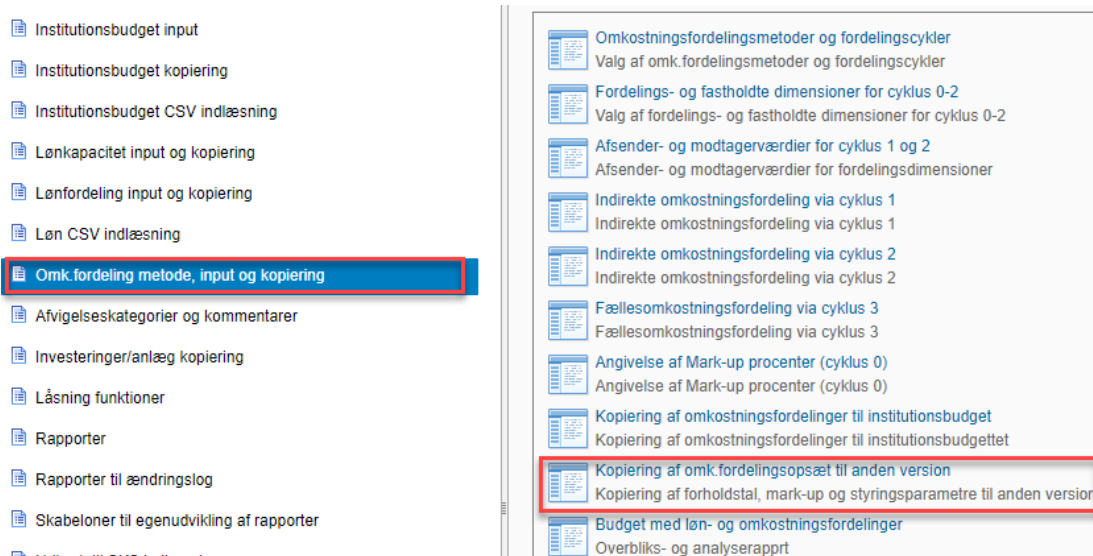 Institutionsbudget input
Institutionsbudget kopiering
Institutionsbudget CSV indlæsning
Lønkapacitet input og kopiering
Lønfordeling input og kopiering
Løn CSV indlæsning
Omk.fordeling metode, input og kopiering
Afvigelseskategorier og kommentarer
Investeringer/anlæg kopiering
Låsning funktioner
Rapporter
Rapporter til ændringslog
Skabeloner til egenudvikling af rapporter
Omkostningsfordelingsmetoder og fordelingscykler
Valg af omk.fordelingsmetoder og fordelingscykler
Fordelings- og fastholdte dimensioner for cyklus 0-2
Valg af fordelings- og fastholdte dimensioner for cyklus 0-2
Afsender- og modtagerværdier for cyklus 1 og 2
Afsender- og modtagerværdier for fordelingsdimensioner
Indirekte omkostningsfordeling via cyklus 1
Indirekte omkostningsfordeling via cyklus 1
Indirekte omkostningsfordeling via cyklus 2
Indirekte omkostningsfordeling via cyklus 2
Fællesomkostningsfordeling via cyklus 3
Fællesomkostningsfordeling via cyklus 3
Angivelse af Mark-up procenter (cyklus 0)
Angivelse af Mark-up procenter (cyklus 0)
Kopiering af omkostningsfordelinger til institutionsbudget
Kopiering af omkostningsfordelinger til institutionsbudgettet
Kopiering af omk.fordelingsopsæt til anden version
Kopiering af forholdstal, mark-up og styringsparametre til anden version
Budget med løn- og omkostningsfordelinger
Overbliks- og analyserapprt